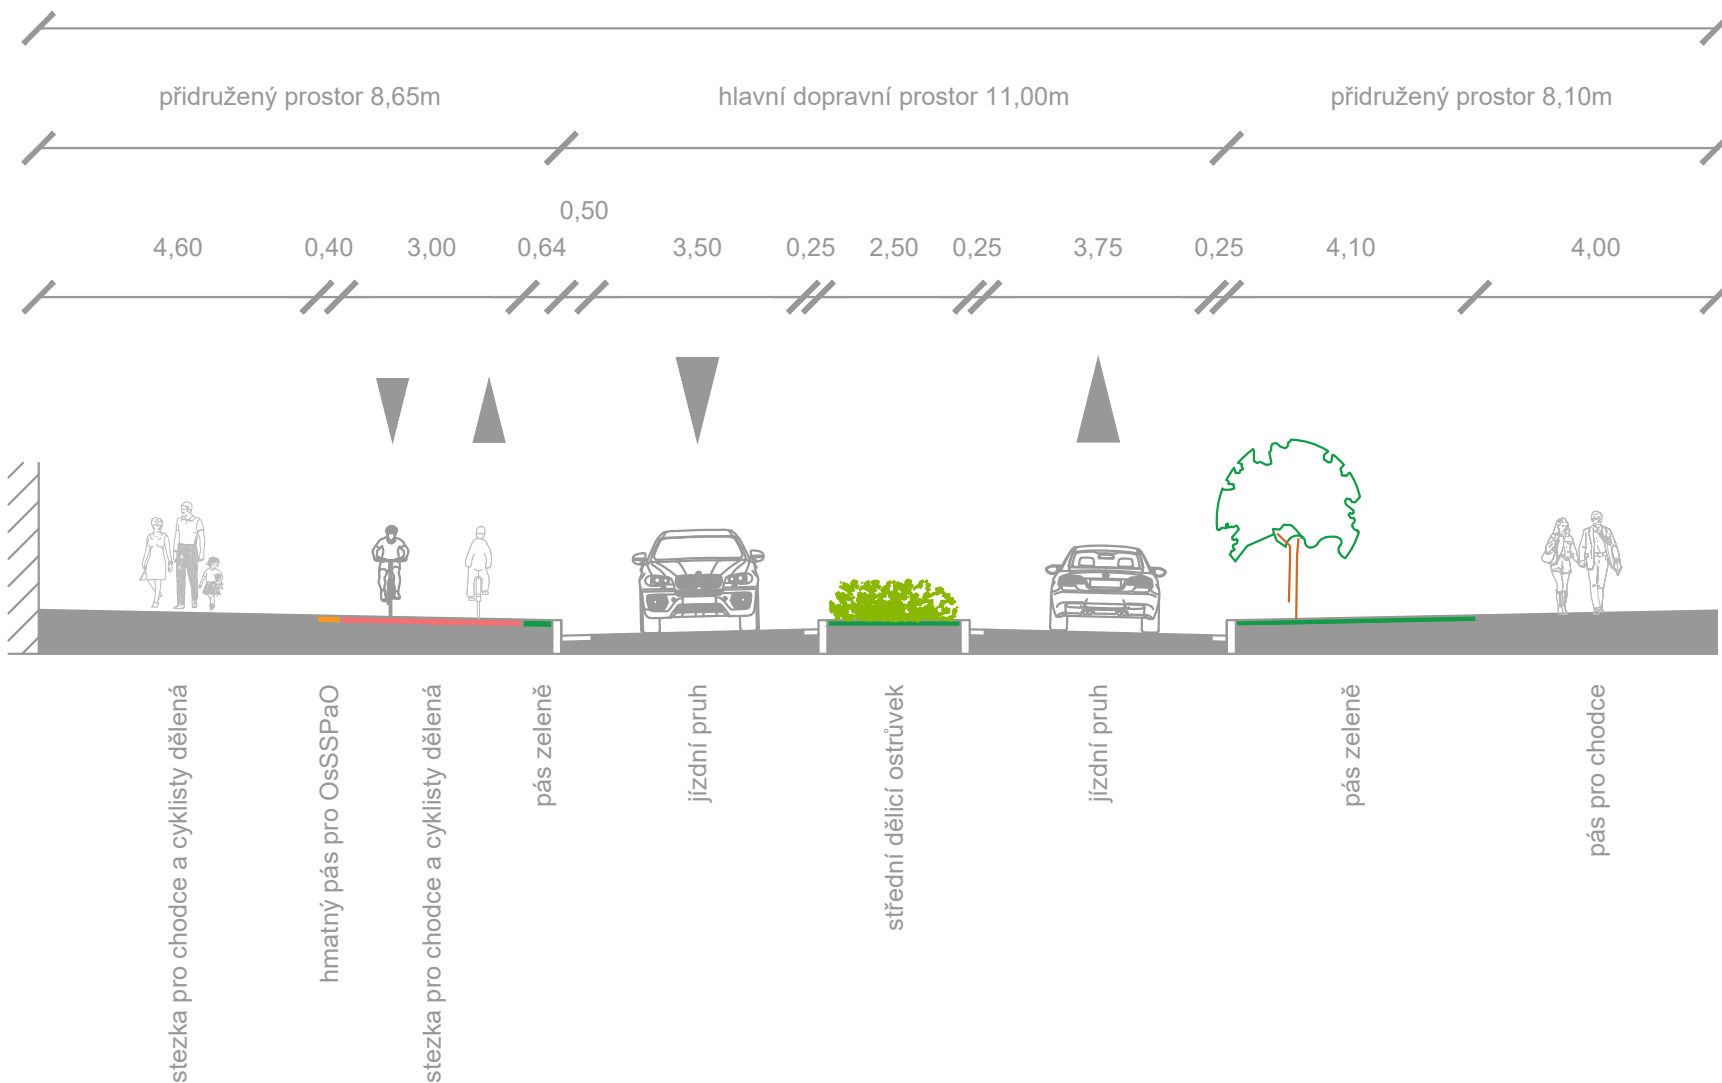 přidružený prostor 8,65m
hlavní dopravní prostor 11,00m
přidružený prostor 8,10m
0,50
4,60
0,40
3,00
0,64
3,50
0,25
2,50
0,25
3,75
0,25
4,10
4,00
stezka pro chodce a cyklisty dělená
hmatný pás pro OsSSPaO
stezka pro chodce a cyklisty dělená
pás zeleně
jízdní pruh
střední dělicí ostrůvek
jízdní pruh
pás zeleně
pás pro chodce